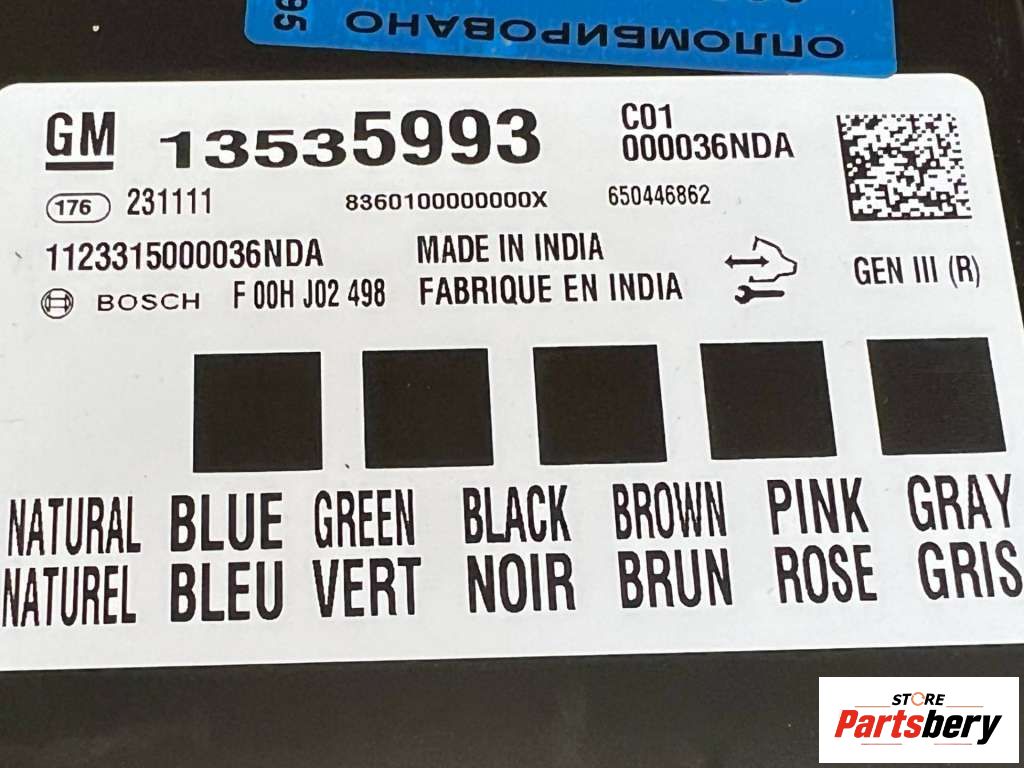 95
ОПЛОМБИРОВАНО
GM 13535993
C01
000036NDA
176 231111
8360100000000X
650446862
1123315000036NDA
MADE IN INDIA
BOSCH F 00H J02 498
FABRIQUE EN INDIA
GEN III (R)
NATURAL BLUE GREEN BLACK BROWN PINK GRAY
NATUREL BLEU VERT NOIR BRUN ROSE GRIS
STORE
Partsbery